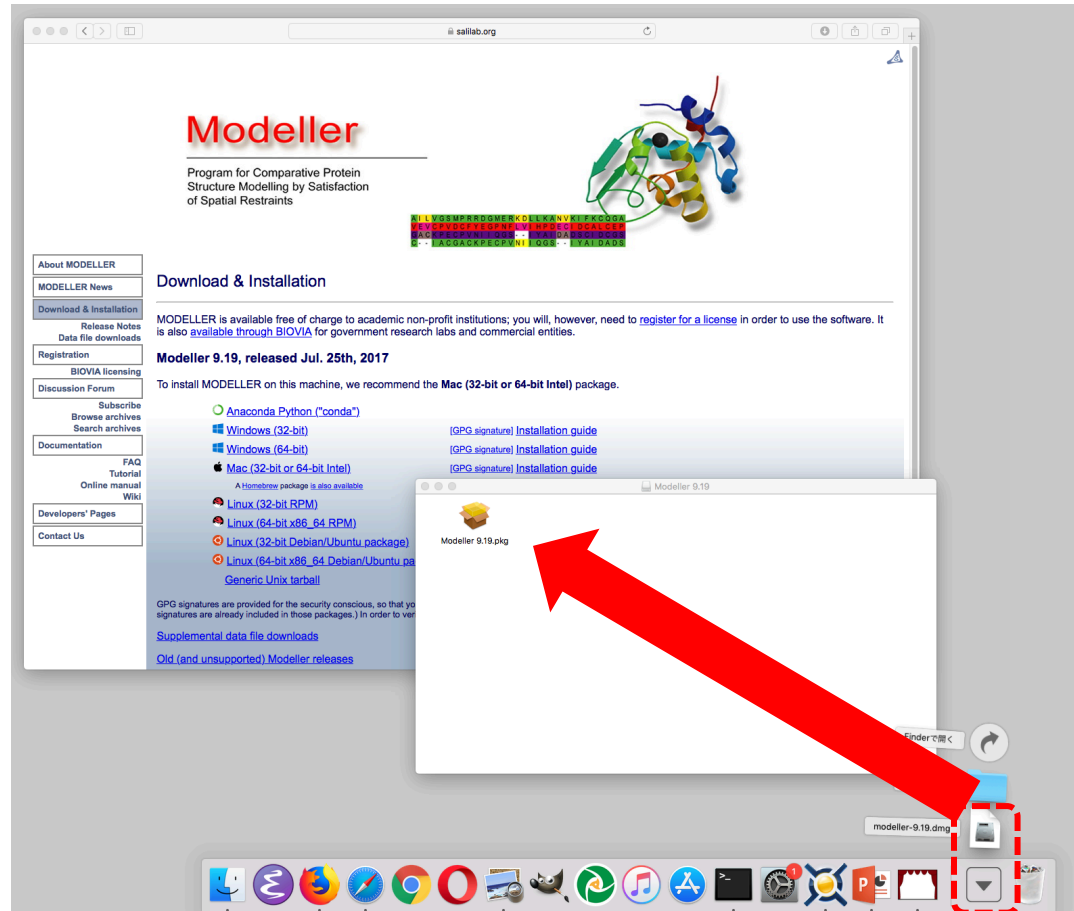 salilab.org
Modeller
Program for Comparative Protein
Structure Modelling by Satisfaction
of Spatial Restraints
A I L VGSMPRRDGMERKDLLKANVKIFKCQGA
VEVCPVDCFYEGPNFLVIHPDECIDCALCEP
C--IACGACKPECPVNIIQGS--IYAIDADS
About MODELLER
MODELLER News
Download & Installation
Release Notes
Data file downloads
Registration
BIOVIA licensing
Discussion Forum
Subscribe
Browse archives
Search archives
Documentation
FAQ
Tutorial
Online manual
Wiki
Developers' Pages
Contact Us
Download & Installation
MODELLER is available free of charge to academic non-profit institutions; you will, however, need to register for a license in order to use the software. It
is also available through BIOVIA for government research labs and commercial entities.
Modeller 9.19, released Jul. 25th, 2017
To install MODELLER on this machine, we recommend the Mac (32-bit or 64-bit Intel) package.
Anaconda Python ("conda")
Windows (32-bit) [GPG signature] Installation guide
Windows (64-bit) [GPG signature] Installation guide
Mac (32-bit or 64-bit Intel) [GPG signature] Installation guide
A Homebrew package is also available
Linux (32-bit RPM)
Linux (64-bit x86_64 RPM)
Linux (32-bit Debian/Ubuntu package)
Linux (64-bit x86_64 Debian/Ubuntu pa
Generic Unix tarball
GPG signatures are provided for the security conscious, so that yo
signatures are already included in those packages.) In order to ver
Supplemental data file downloads
Old (and unsupported) Modeller releases
Modeller 9.19
Modeller 9.19.pkg
Finderで開く
modeller-9.19.dmg
1